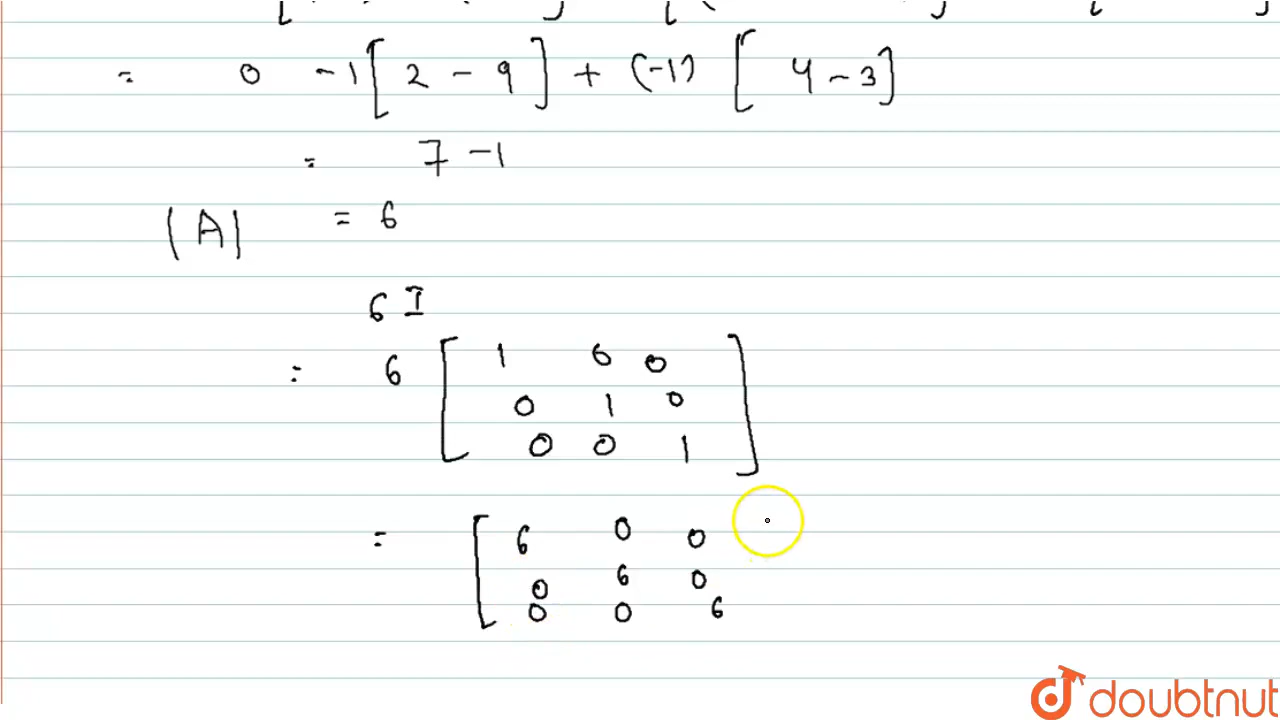 = 0 -1 [ 2 - 9 ] + (-1) [ 4 - 3 ]
= 7 - 1
|A| = 6
6 I
= 6 [ 1 6 0
0 1 0
0 0 1 ]
= [ 6 0 0
0 6 0
0 0 6
doubtnut